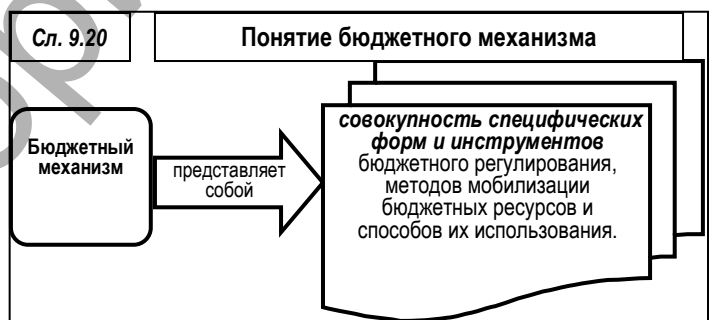 Сл. 9.20
Понятие бюджетного механизма
Бюджетный
механизм
представляет
собой
совокупность специфических
форм и инструментов
бюджетного регулирования,
методов мобилизации
бюджетных ресурсов и
способов их использования.